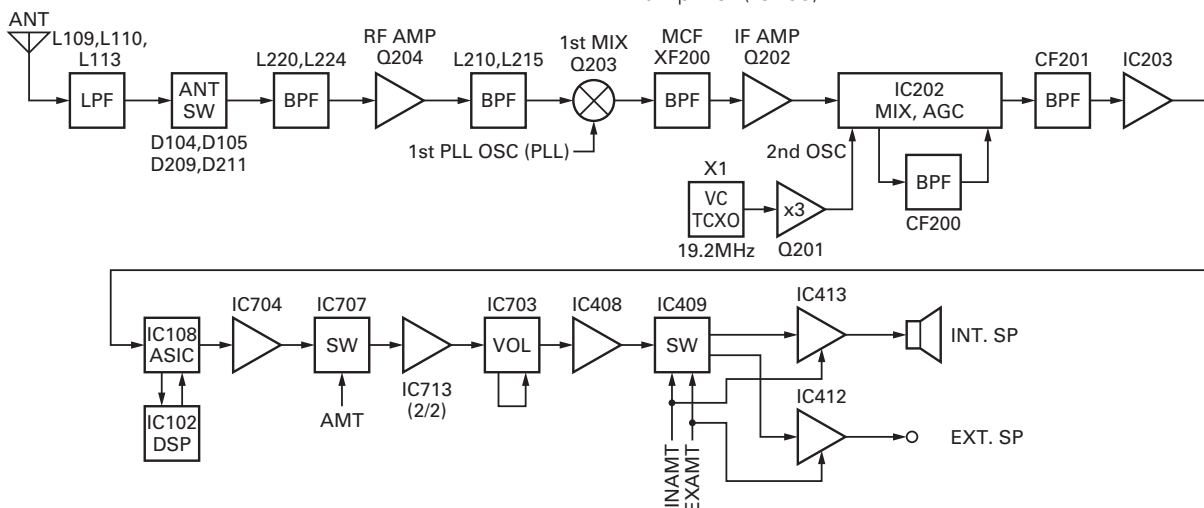 ANT
L109,L110,
L113
LPF
ANT
SW
D104,D105
D209,D211
L220,L224
BPF
RF AMP
Q204
L210,L215
BPF
1st MIX
Q203
1st PLL OSC (PLL)
MCF
XF200
BPF
IF AMP
Q202
IC202
MIX, AGC
2nd OSC
X1
VC
TCXO
19.2MHz
x3
Q201
BPF
CF200
CF201
BPF
IC203
IC108
ASIC
IC102
DSP
IC704
IC707
SW
AMT
IC713
(2/2)
IC703
VOL
IC408
IC409
SW
INAMT
EXAMT
IC413
INT. SP
IC412
EXT. SP